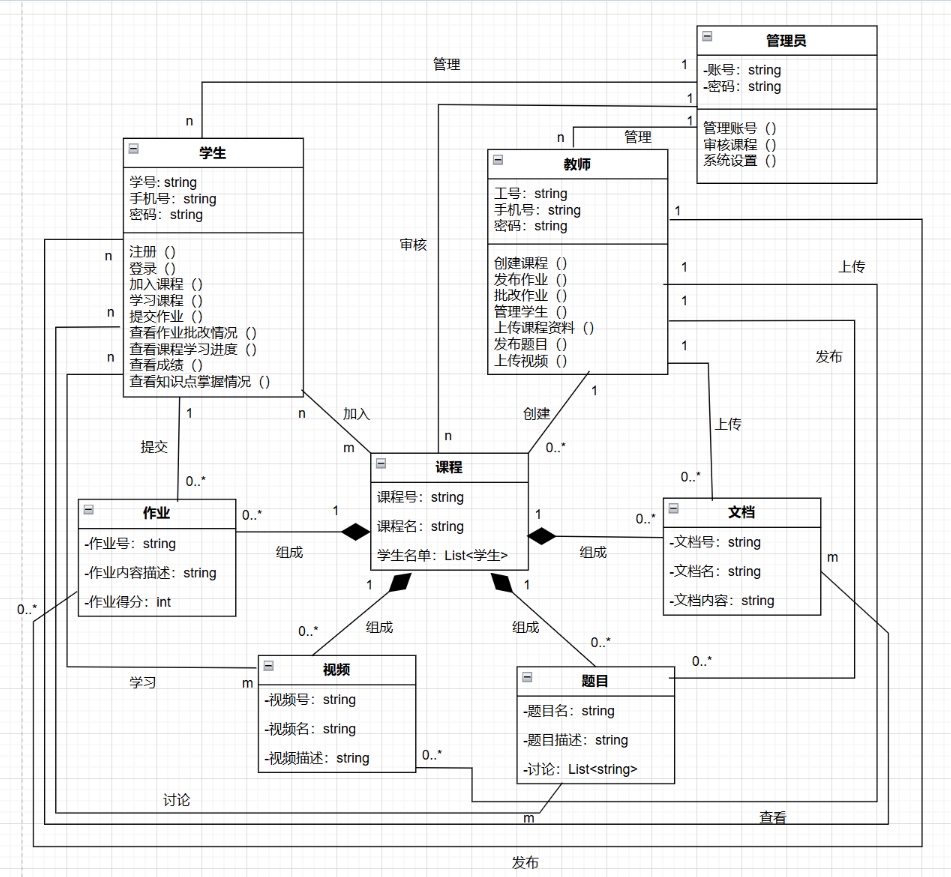 管理员
-账号：string
-密码：string
管理账号（）
审核课程（）
系统设置（）
管理
1
n
1
1
管理
n
学生
学号: string
手机号：string
密码：string
注册（）
登录（）
加入课程（）
学习课程（）
提交作业（）
查看作业批改情况（）
查看课程学习进度（）
查看成绩（）
查看知识点掌握情况（）
教师
工号：string
手机号：string
密码：string
创建课程（）
发布作业（）
批改作业（）
管理学生（）
上传课程资料（）
发布题目（）
上传视频（）
审核
n
n
n
n
1
1
上传
1
发布
1
上传
0..*
1
提交
0..*
n
加入
m
1
创建
0..*
课程
课程号：string
课程名：string
学生名单：List<学生>
作业
-作业号：string
-作业内容描述：string
-作业得分：int
0..*
1
组成
0..*
文档
-文档号：string
-文档名：string
-文档内容：string
1
0..*
组成
m
1
组成
0..*
1
组成
0..*
0..*
视频
-视频号：string
-视频名：string
-视频描述：string
学习
m
0..*
题目
-题目名：string
-题目描述：string
-讨论：List<string>
讨论
m
查看
发布